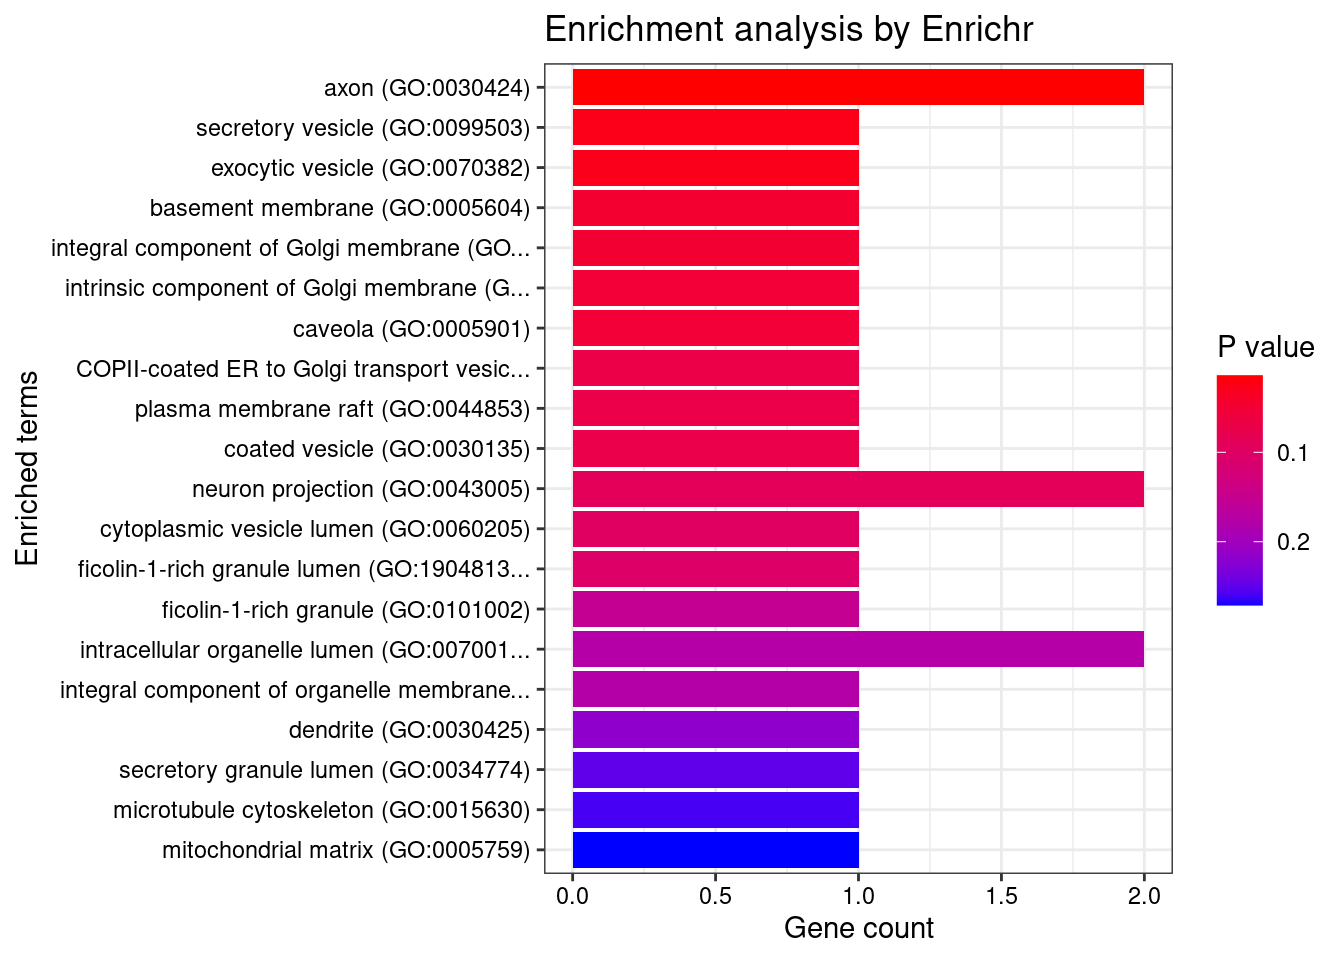 Enrichment analysis by Enrichr
axon (GO:0030424)
secretory vesicle (GO:0099503)
exocytic vesicle (GO:0070382)
basement membrane (GO:0005604)
integral component of Golgi membrane (GO...
intrinsic component of Golgi membrane (G...
caveola (GO:0005901)
COPII-coated ER to Golgi transport vesic...
plasma membrane raft (GO:0044853)
coated vesicle (GO:0030135)
neuron projection (GO:0043005)
cytoplasmic vesicle lumen (GO:0060205)
ficolin-1-rich granule lumen (GO:1904813...
ficolin-1-rich granule (GO:0101002)
intracellular organelle lumen (GO:007001...
integral component of organelle membrane...
dendrite (GO:0030425)
secretory granule lumen (GO:0034774)
microtubule cytoskeleton (GO:0015630)
mitochondrial matrix (GO:0005759)
Enriched terms
0.0 0.5 1.0 1.5 2.0
Gene count
P value
0.1
0.2